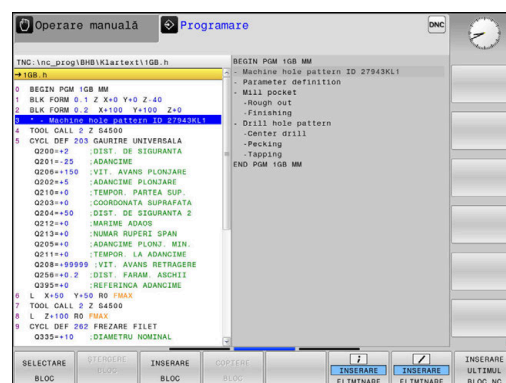 Operare manuală
Programare
DNC
TNC:\nc_prog\BHB\Klartext\1GB.h
→1GB.h
0 BEGIN PGM 1GB MM
1 BLK FORM 0.1 Z X+0 Y+0 Z-40
2 BLK FORM 0.2 X+100 Y+100 Z+0
3 * - Machine hole pattern ID 27943KL1
4 TOOL CALL 2 Z S4500
5 CYCL DEF 203 GAURIRE UNIVERSALA
Q200=+2 ;DIST. DE SIGURANTA
Q201=-25 ;ADANCIME
Q206=+150 ;VIT. AVANS PLONJARE
Q202=+5 ;ADANCIME PLONJARE
Q210=+0 ;TEMPOR. PARTEA SUP.
Q203=+0 ;COORDONATA SUPRAFATA
Q204=+50 ;DIST. DE SIGURANTA 2
Q212=+0 ;MARIME ADAOS
Q213=+0 ;NUMAR RUPERI SPAN
Q205=+0 ;ADANCIME PLONJ. MIN.
Q211=+0 ;TEMPOR. LA ADANCIME
Q208=+99999 ;VIT. AVANS RETRAGERE
Q256=+0.2 ;DIST. FARAM. ASCHII
Q395=+0 ;REFERINCA ADANCIME
6 L X+50 Y+50 R0 FMAX
7 TOOL CALL 2 Z S4500
8 L Z+100 R0 FMAX
9 CYCL DEF 262 FREZARE FILET
Q335=+10 ;DIAMETRU NOMINAL
BEGIN PGM 1GB MM
- Machine hole pattern ID 27943KL1
- Parameter definition
- Mill pocket
-Rough out
-Finishing
- Drill hole pattern
-Center drill
-Pecking
-Tapping
END PGM 1GB MM
SELECTARE
BLOC
ŞTERGERE
BLOC
INSERARE
BLOC
COPIERE
BLOC
INSERARE
ELIMINARE
INSERARE
ELIMINARE
INSERARE
ULTIMUL
BLOC NC